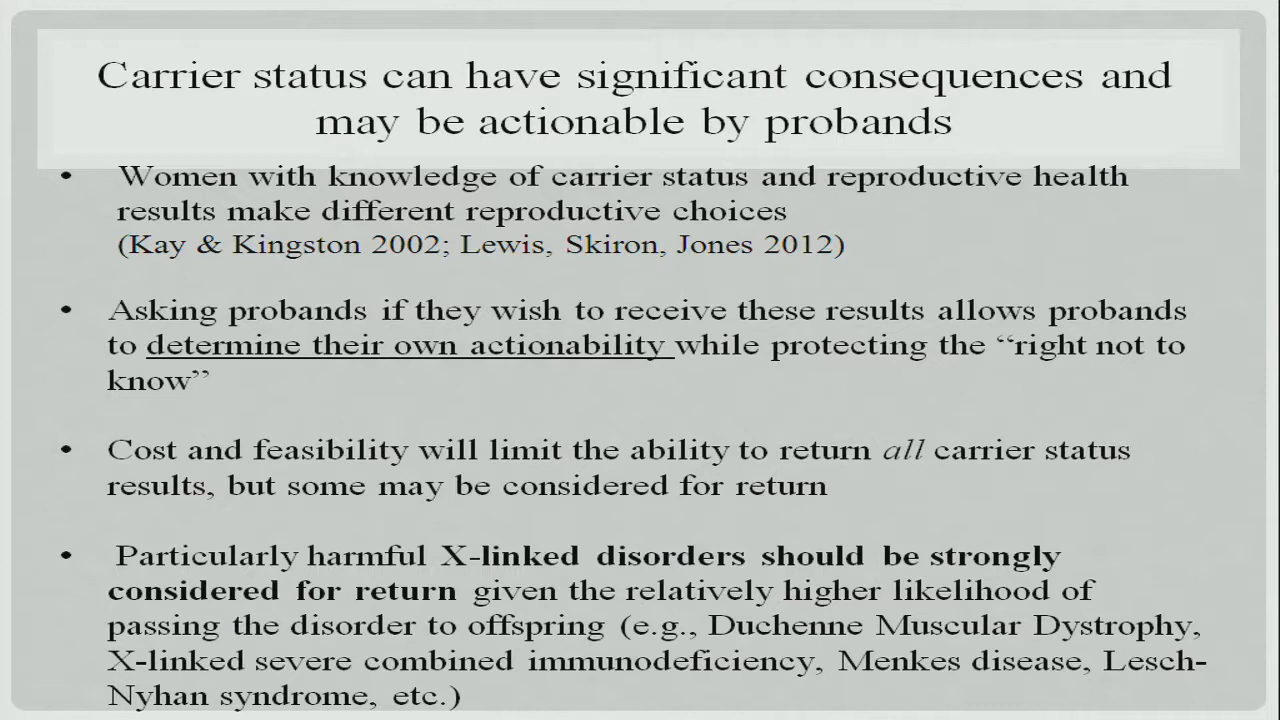 Carrier status can have significant consequences and
may be actionable by probands
• Women with knowledge of carrier status and reproductive health
results make different reproductive choices
(Kay & Kingston 2002; Lewis, Skiron, Jones 2012)
• Asking probands if they wish to receive these results allows probands
to determine their own actionability while protecting the “right not to
know”
• Cost and feasibility will limit the ability to return all carrier status
results, but some may be considered for return
• Particularly harmful X-linked disorders should be strongly
considered for return given the relatively higher likelihood of
passing the disorder to offspring (e.g., Duchenne Muscular Dystrophy,
X-linked severe combined immunodeficiency, Menkes disease, Lesch-
Nyhan syndrome, etc.)